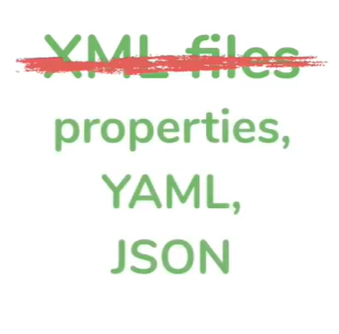 XML files
properties,
YAML,
JSON